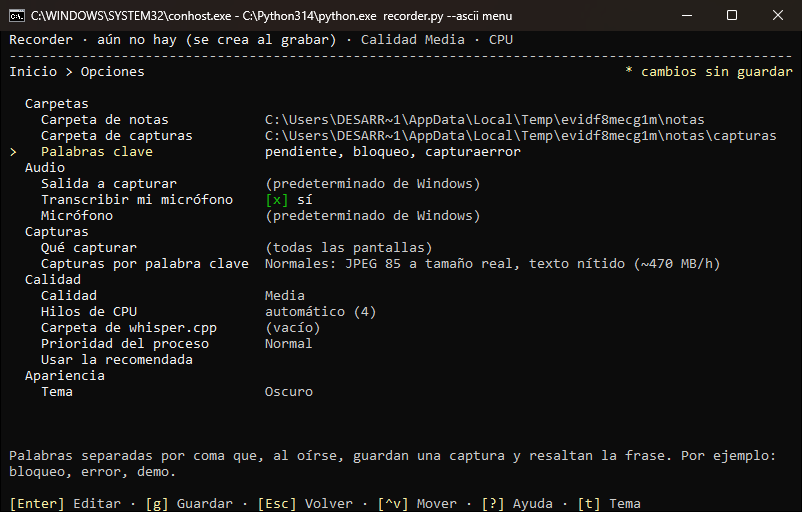 C:\WINDOWS\SYSTEM32\conhost.exe - C:\Python314\python.exe recorder.py --ascii menu
Recorder · aún no hay (se crea al grabar) · Calidad Media · CPU
Inicio > Opciones * cambios sin guardar
Carpetas
Carpeta de notas C:\Users\DESARR~1\AppData\Local\Temp\evidf8mecg1m\notas
Carpeta de capturas C:\Users\DESARR~1\AppData\Local\Temp\evidf8mecg1m\notas\capturas
> Palabras clave pendiente, bloqueo, capturaerror
Audio
Salida a capturar (predeterminado de Windows)
Transcribir mi micrófono [x] sí
Micrófono (predeterminado de Windows)
Capturas
Qué capturar (todas las pantallas)
Capturas por palabra clave Normales: JPEG 85 a tamaño real, texto nítido (~470 MB/h)
Calidad
Calidad Media
Hilos de CPU automático (4)
Carpeta de whisper.cpp (vacío)
Prioridad del proceso Normal
Usar la recomendada
Apariencia
Tema Oscuro
Palabras separadas por coma que, al oírse, guardan una captura y resaltan la frase. Por ejemplo:
bloqueo, error, demo.
[Enter] Editar · [g] Guardar · [Esc] Volver · [^v] Mover · [?] Ayuda · [t] Tema